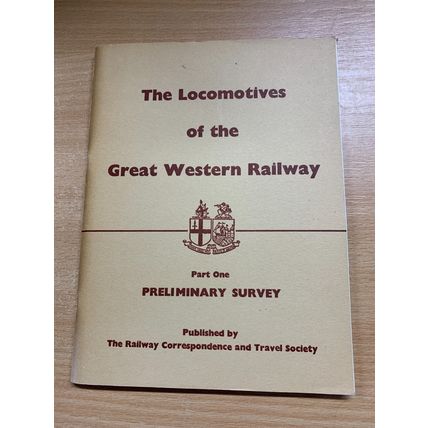 The Locomotives
of the
Great Western Railway
Part One
PRELIMINARY SURVEY
Published by
The Railway Correspondence and Travel Society